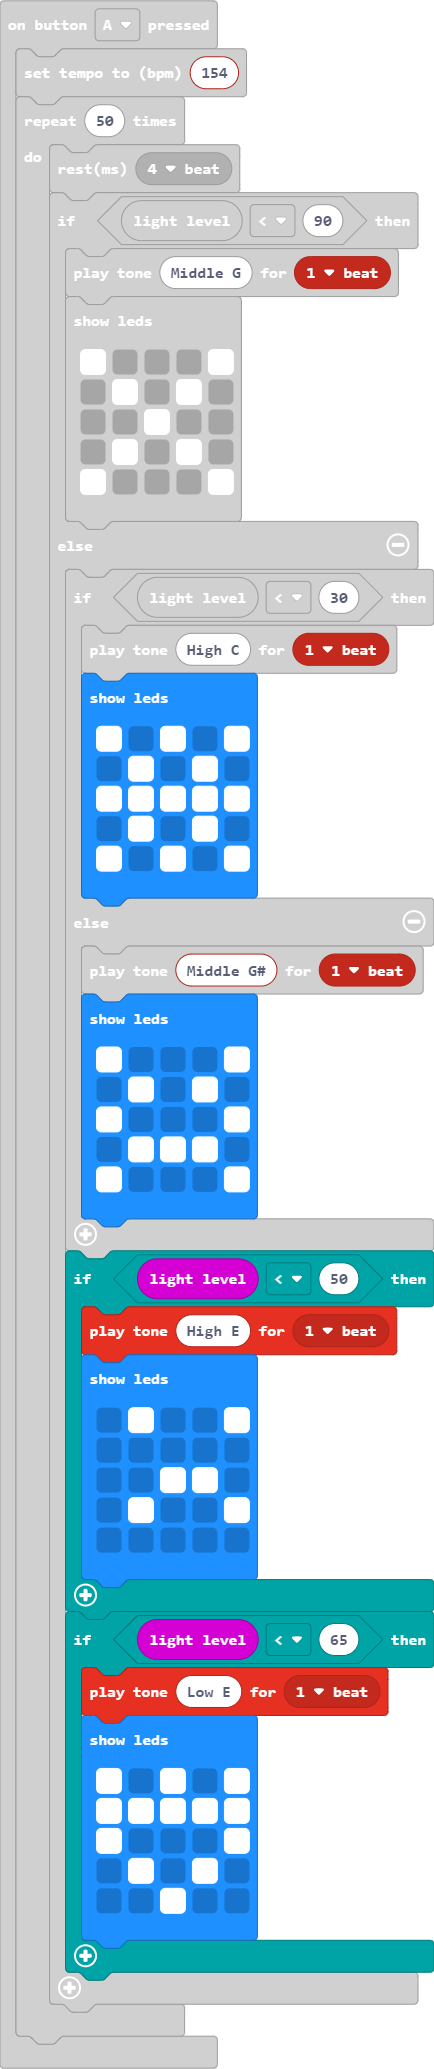 on button A pressed
set tempo to (bpm) 154
repeat 50 times
do
rest(ms) 4 beat
if light level < 90 then
play tone Middle G for 1 beat
show leds
else
if light level < 30 then
play tone High C for 1 beat
show leds
else
play tone Middle G# for 1 beat
show leds
if light level < 50 then
play tone High E for 1 beat
show leds
if light level < 65 then
play tone Low E for 1 beat
show leds